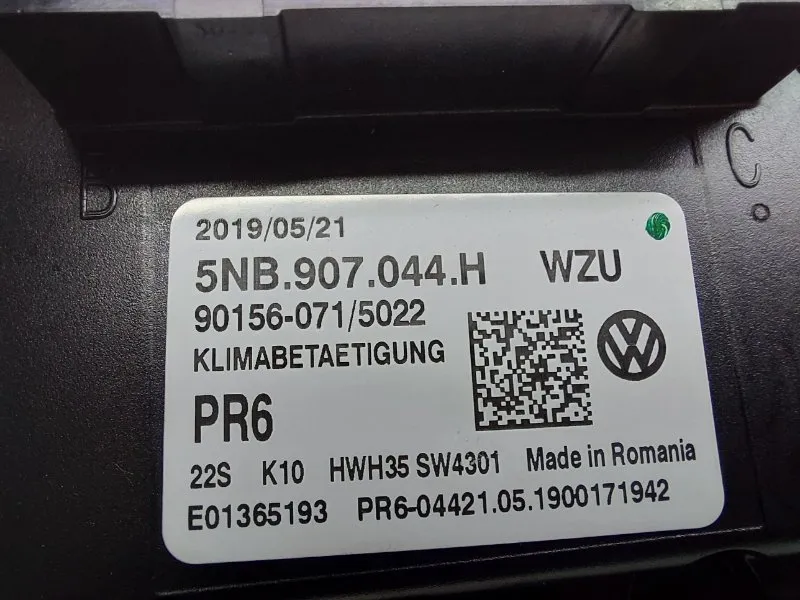 B
1C
2019/05/21
5NB.907.044.H WZU
90156-071/5022
KLIMABETAETIGUNG
PR6
22S K10 HWH35 SW4301 Made in Romania
E01365193 PR6-04421.05.1900171942